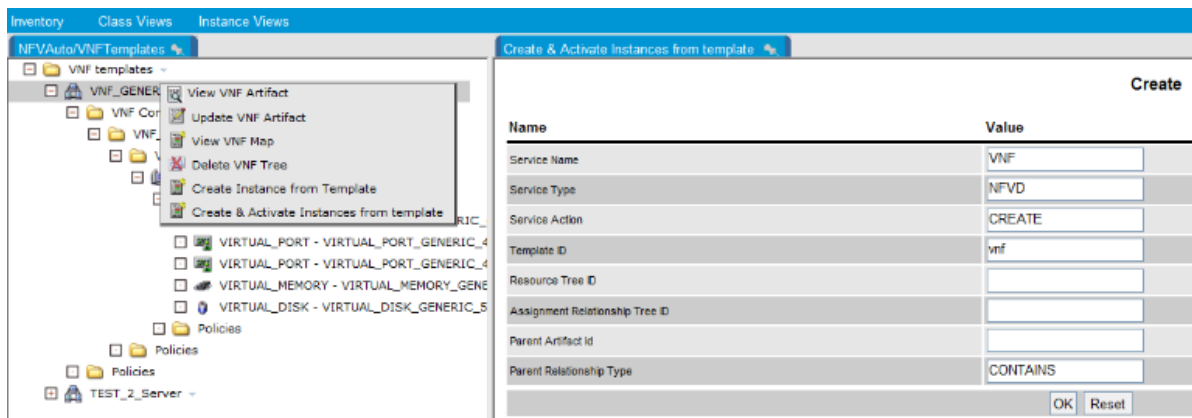 Inventory Class Views Instance Views
NFVAuto/VNFTemplates
VNF templates
VNF_GENER
VNF Cor
VNF_
V
View VNF Artifact
Update VNF Artifact
View VNF Map
Delete VNF Tree
Create Instance from Template
Create & Activate Instances from template
RIC_
VIRTUAL_PORT - VIRTUAL_PORT_GENERIC_4
VIRTUAL_PORT - VIRTUAL_PORT_GENERIC_4
VIRTUAL_MEMORY - VIRTUAL_MEMORY_GENE
VIRTUAL_DISK - VIRTUAL_DISK_GENERIC_5
Policies
Policies
Policies
TEST_2_Server
Create & Activate Instances from template
Create
Name Value
Service Name VNF
Service Type NFVD
Service Action CREATE
Template ID vnf
Resource Tree ID
Assignment Relationship Tree ID
Parent Artifact Id
Parent Relationship Type CONTAINS
OK Reset